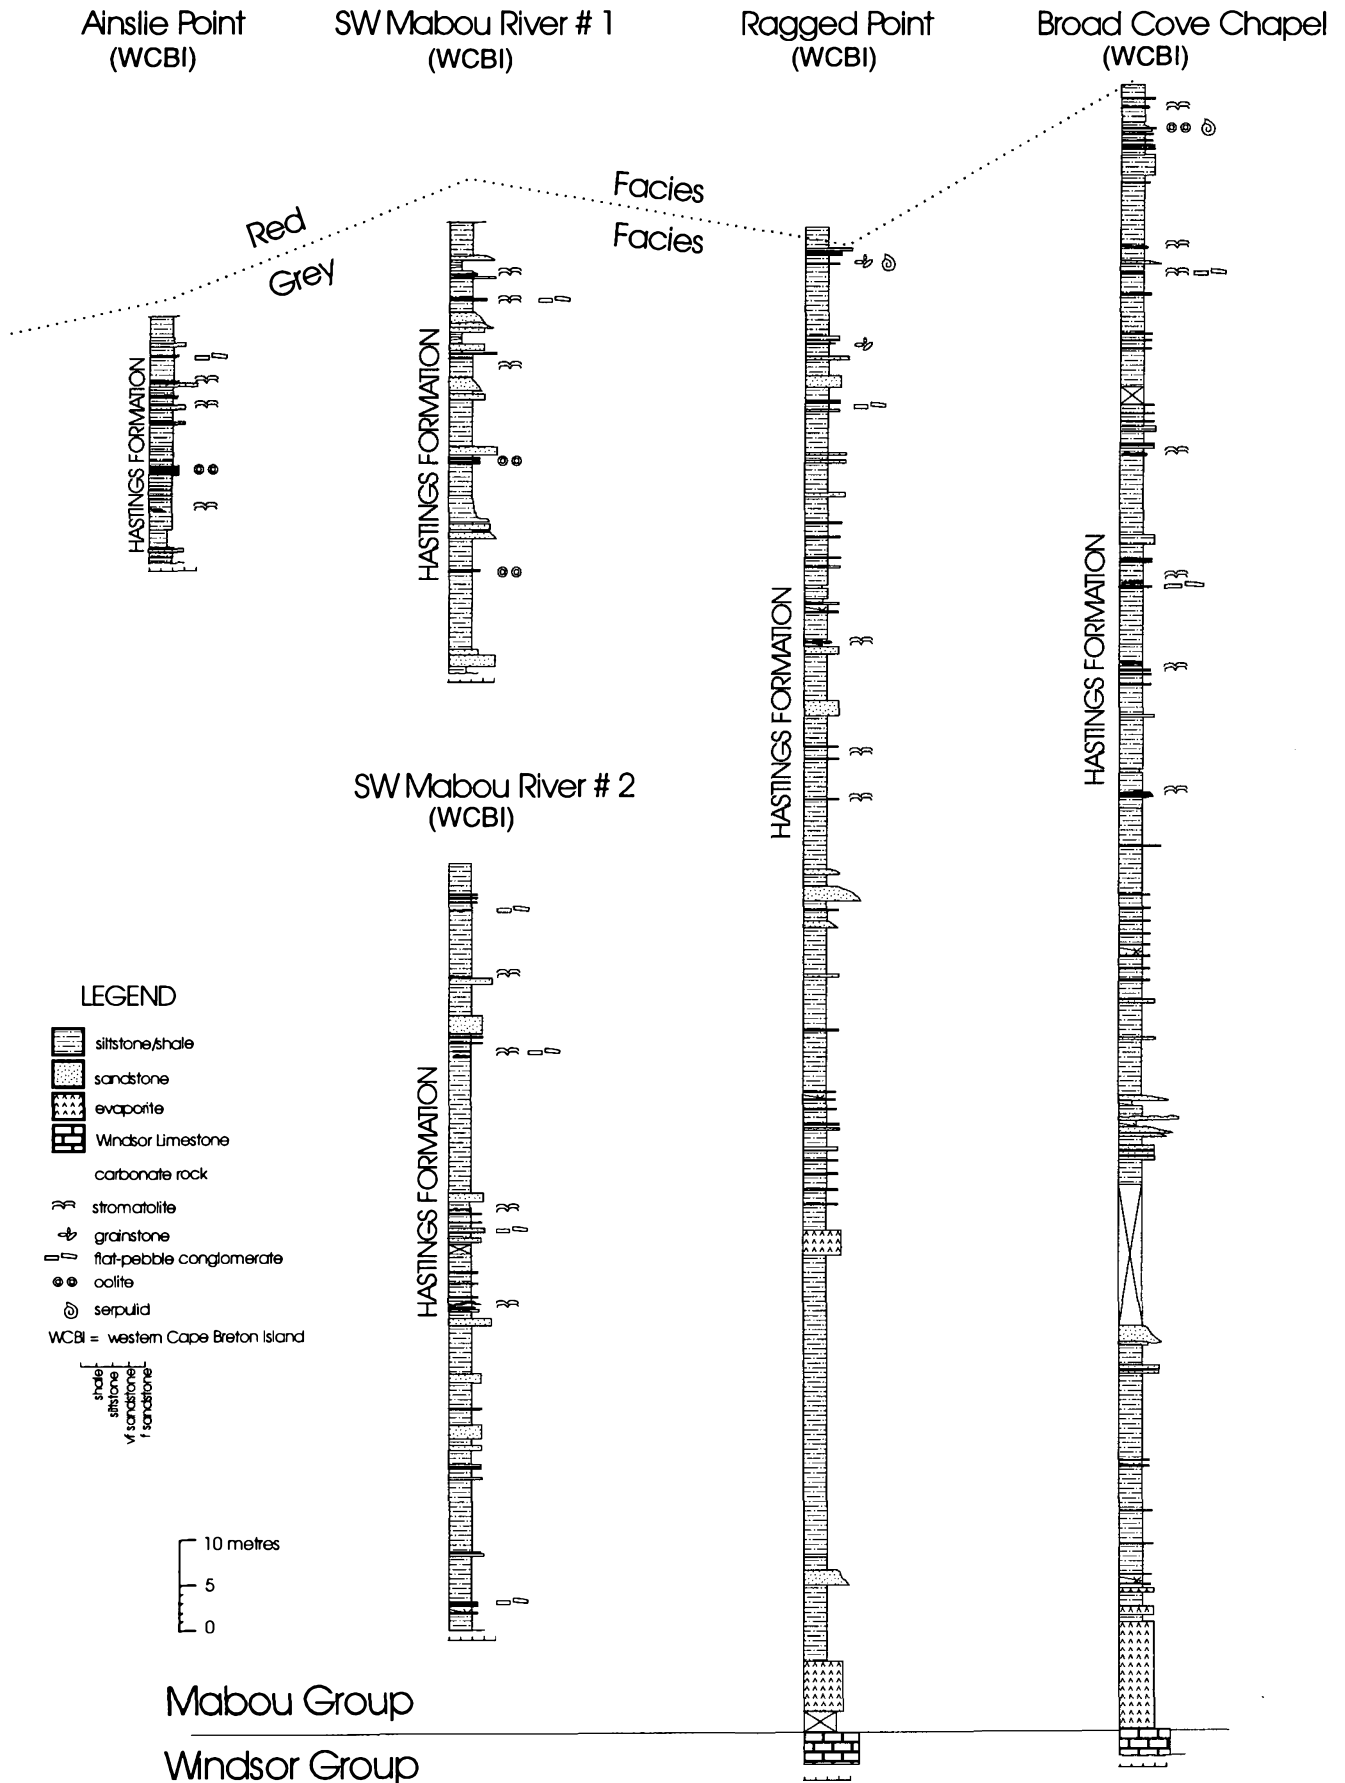 Ainslie Point
(WCBI)
SW Mabou River # 1
(WCBI)
Ragged Point
(WCBI)
Broad Cove Chapel
(WCBI)
Red
Facies
Grey
Facies
HASTINGS FORMATION
HASTINGS FORMATION
HASTINGS FORMATION
HASTINGS FORMATION
SW Mabou River # 2
(WCBI)
HASTINGS FORMATION
LEGEND
siltstone/shale
sandstone
evaporite
Windsor Limestone
carbonate rock
stromatolite
grainstone
flat-pebble conglomerate
oolite
serpulid
WCBI = western Cape Breton Island
shale
siltstone
vf sandstone
f sandstone
10 metres
5
0
Mabou Group
Windsor Group